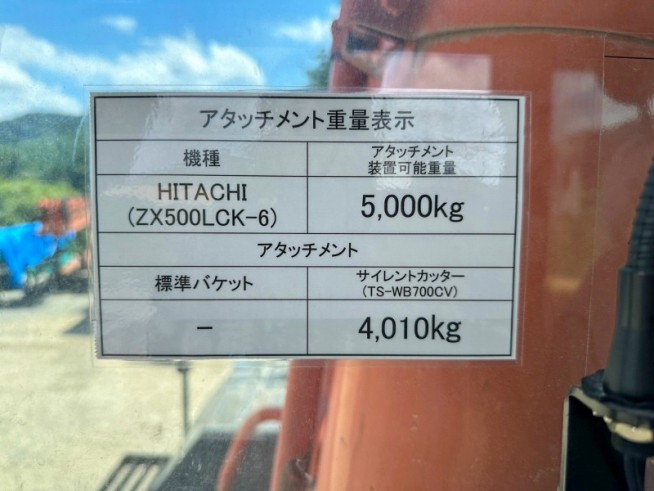 アタッチメント重量表示
機種
アタッチメント
装置可能重量
HITACHI
(ZX500LCK-6)
5,000kg
アタッチメント
標準バケット
サイレントカッター
(TS-WB700CV)
-
4,010kg